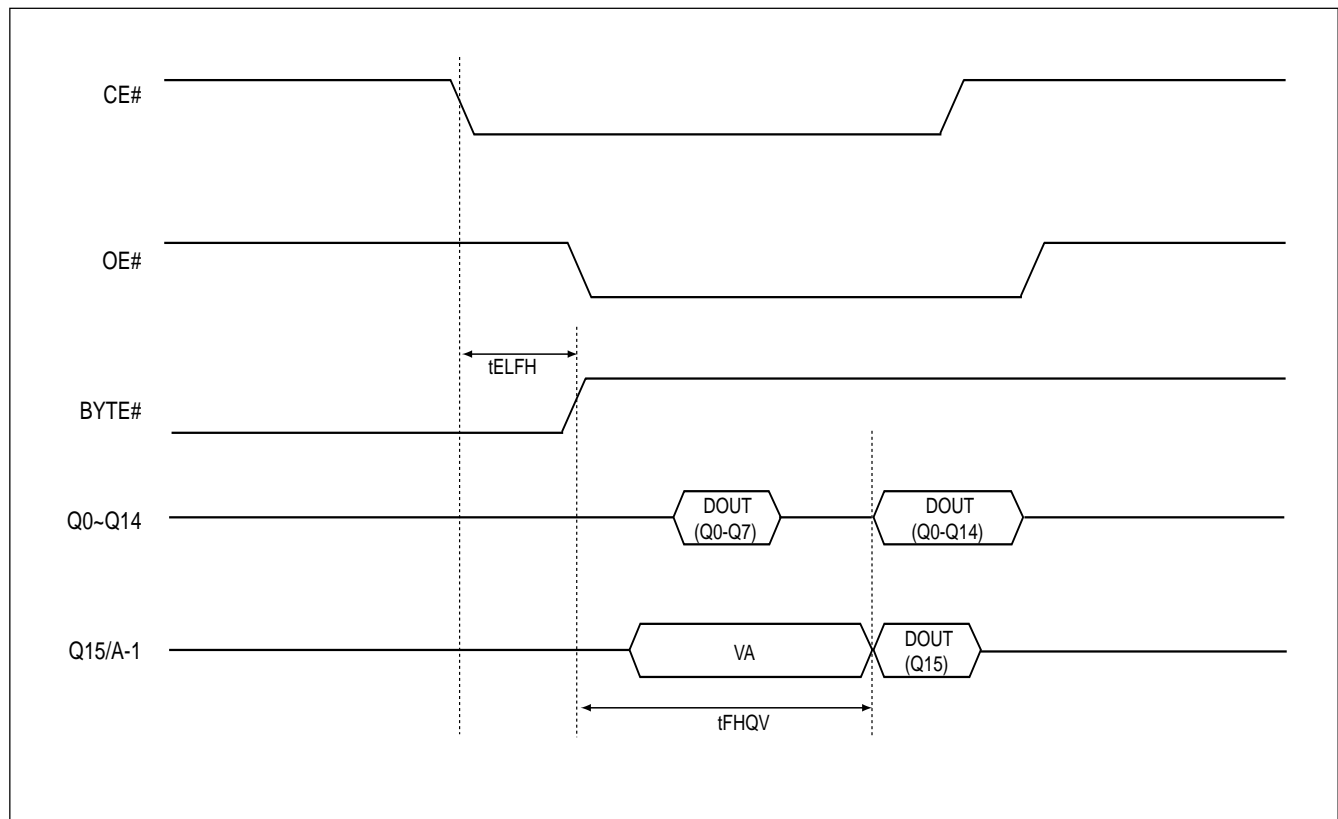 CE#
OE#
tELFH
BYTE#
Q0~Q14
DOUT
(Q0-Q7)
DOUT
(Q0-Q14)
Q15/A-1
VA
DOUT
(Q15)
tFHQV